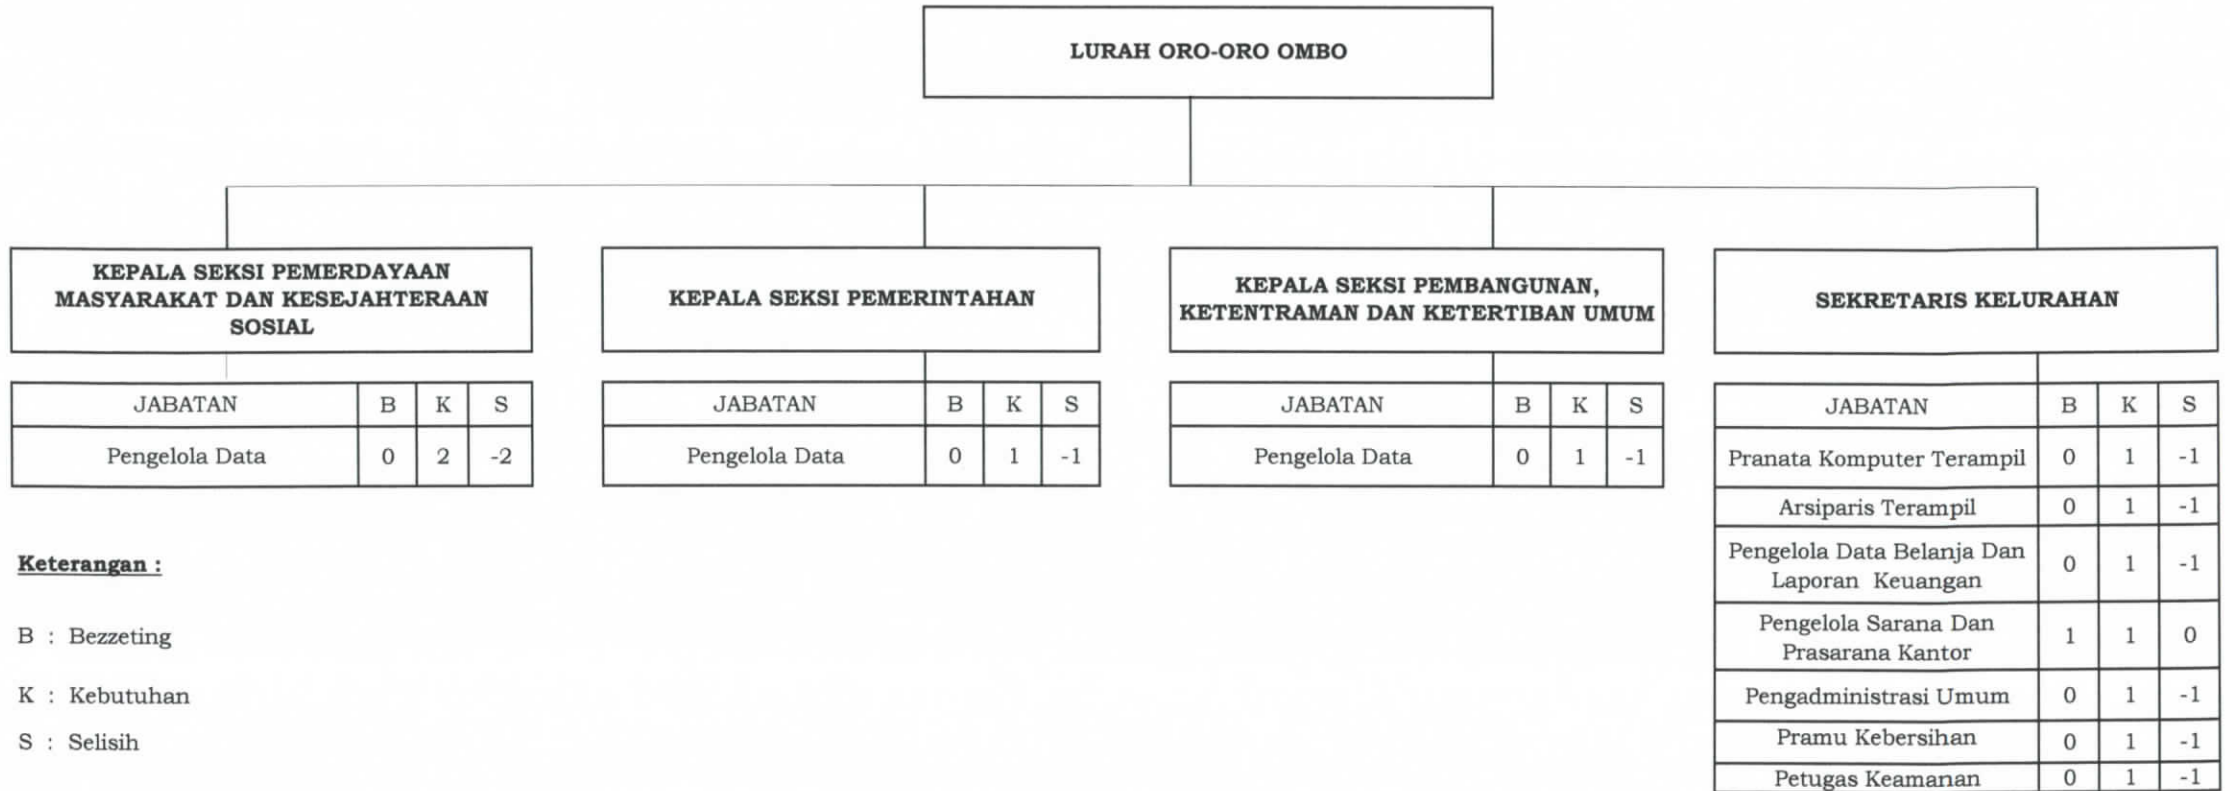 LURAH ORO-ORO OMBO
KEPALA SEKSI PEMERDAYAAN
MASYARAKAT DAN KESEJAHTERAAN
SOSIAL
JABATAN B K S
Pengelola Data 0 2 -2
KEPALA SEKSI PEMERINTAHAN
JABATAN B K S
Pengelola Data 0 1 -1
KEPALA SEKSI PEMBANGUNAN,
KETENTRAMAN DAN KETERTIBAN UMUM
JABATAN B K S
Pengelola Data 0 1 -1
SEKRETARIS KELURAHAN
JABATAN B K S
Pranata Komputer Terampil 0 1 -1
Arsiparis Terampil 0 1 -1
Pengelola Data Belanja Dan
Laporan Keuangan 0 1 -1
Pengelola Sarana Dan
Prasarana Kantor 1 1 0
Pengadministrasi Umum 0 1 -1
Pramu Kebersihan 0 1 -1
Petugas Keamanan 0 1 -1
Keterangan :
B : Bezzeting
K : Kebutuhan
S : Selisih